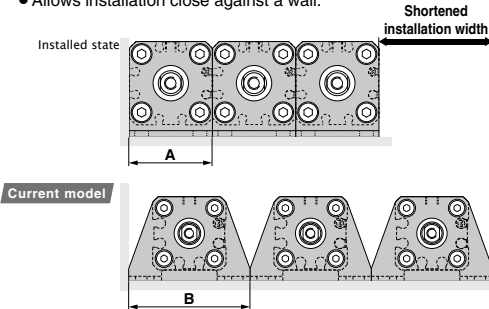 ● Allows installation close against a wall.
Shortened
installation width
Installed state
A
Current model
B